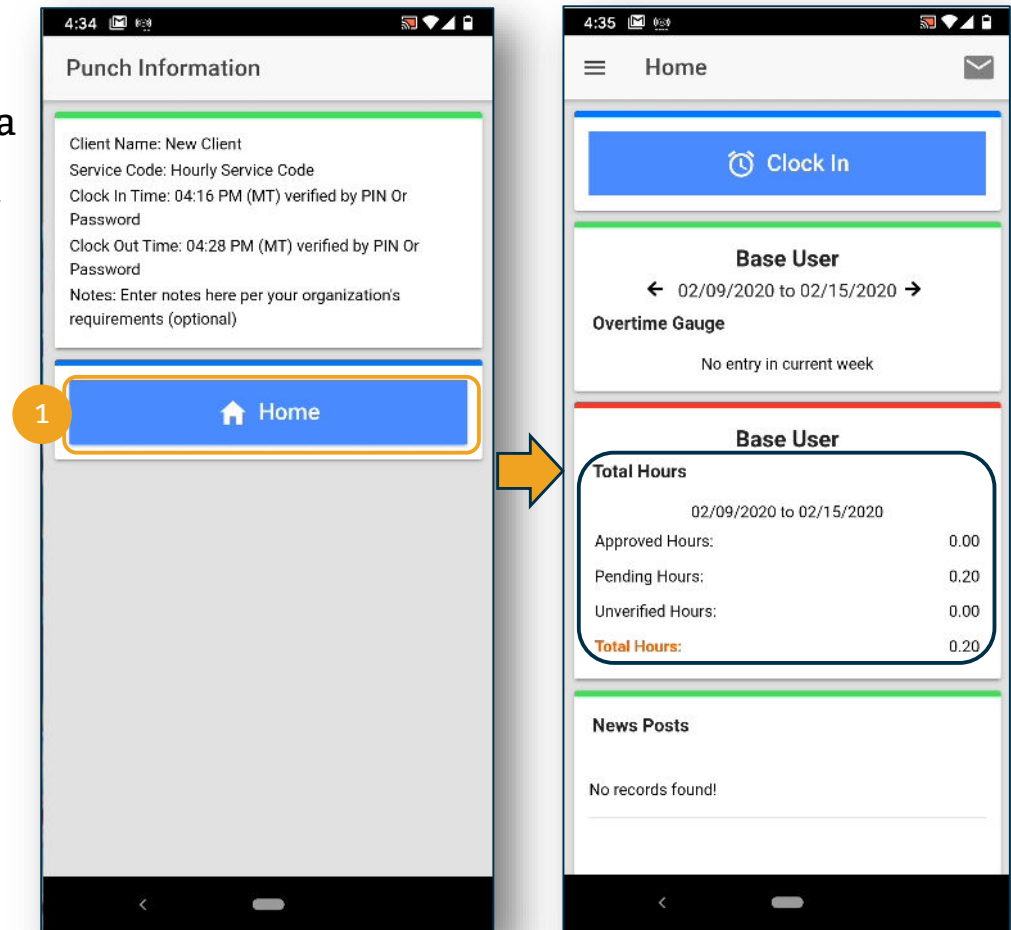 a
4:34
Punch Information
Client Name: New Client
Service Code: Hourly Service Code
Clock In Time: 04:16 PM (MT) verified by PIN Or
Password
Clock Out Time: 04:28 PM (MT) verified by PIN Or
Password
Notes: Enter notes here per your organization's
requirements (optional)
1
Home
4:35
Home
Clock In
Base User
02/09/2020 to 02/15/2020
Overtime Gauge
No entry in current week
Base User
Total Hours
02/09/2020 to 02/15/2020
Approved Hours: 0.00
Pending Hours: 0.20
Unverified Hours: 0.00
Total Hours: 0.20
News Posts
No records found!